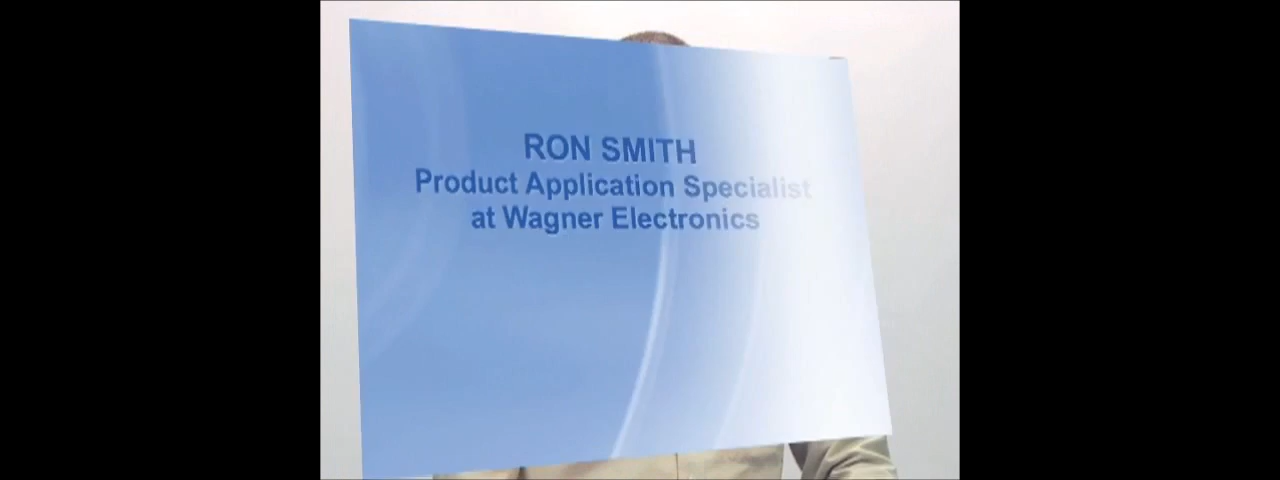 RON SMITH
Product Application Specialist
at Wagner Electronics